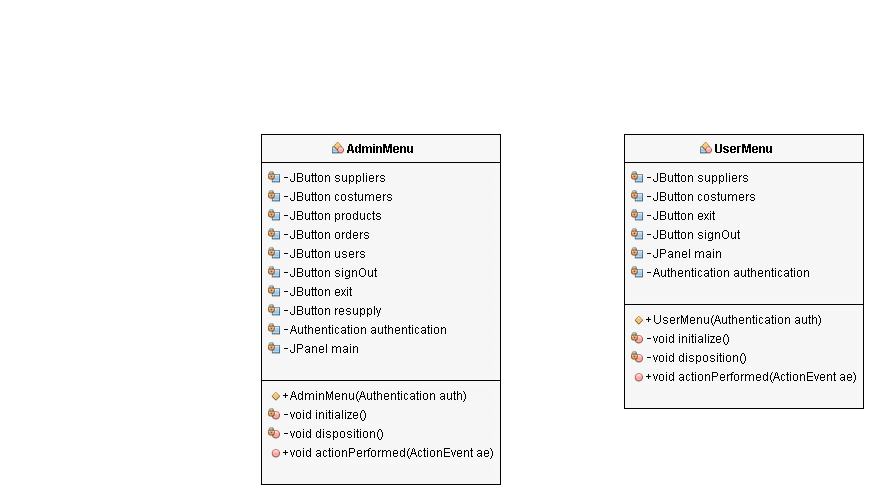 AdminMenu
-JButton suppliers
-JButton costumers
-JButton products
-JButton orders
-JButton users
-JButton signOut
-JButton exit
-JButton resupply
-Authentication authentication
-JPanel main
+AdminMenu(Authentication auth)
-void initialize()
-void disposition()
+void actionPerformed(ActionEvent ae)
UserMenu
-JButton suppliers
-JButton costumers
-JButton exit
-JButton signOut
-JPanel main
-Authentication authentication
+UserMenu(Authentication auth)
-void initialize()
-void disposition()
+void actionPerformed(ActionEvent ae)